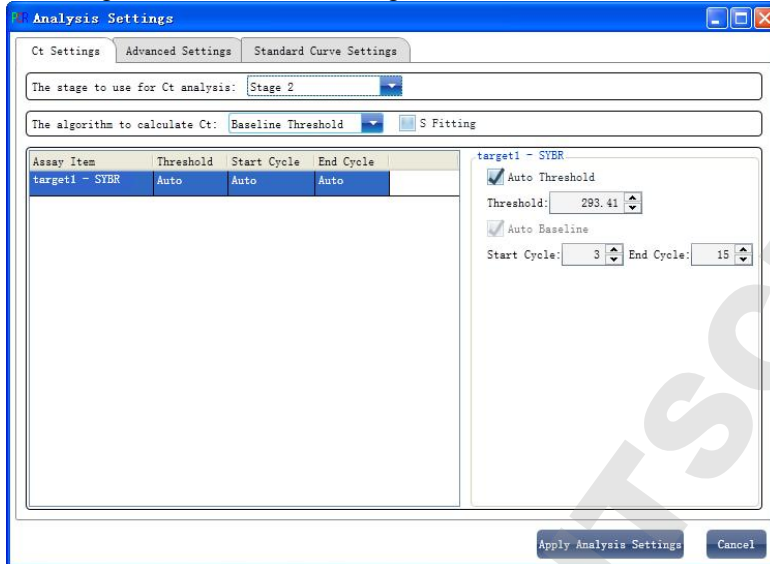 Analysis Settings
Ct Settings Advanced Settings Standard Curve Settings
The stage to use for Ct analysis: Stage 2
The algorithm to calculate Ct: Baseline Threshold S Fitting
Assay Item Threshold Start Cycle End Cycle
target1 - SYBR Auto Auto Auto
target1 - SYBR
Auto Threshold
Threshold: 293.41
Auto Baseline
Start Cycle: 3 End Cycle: 15
Apply Analysis Settings Cancel